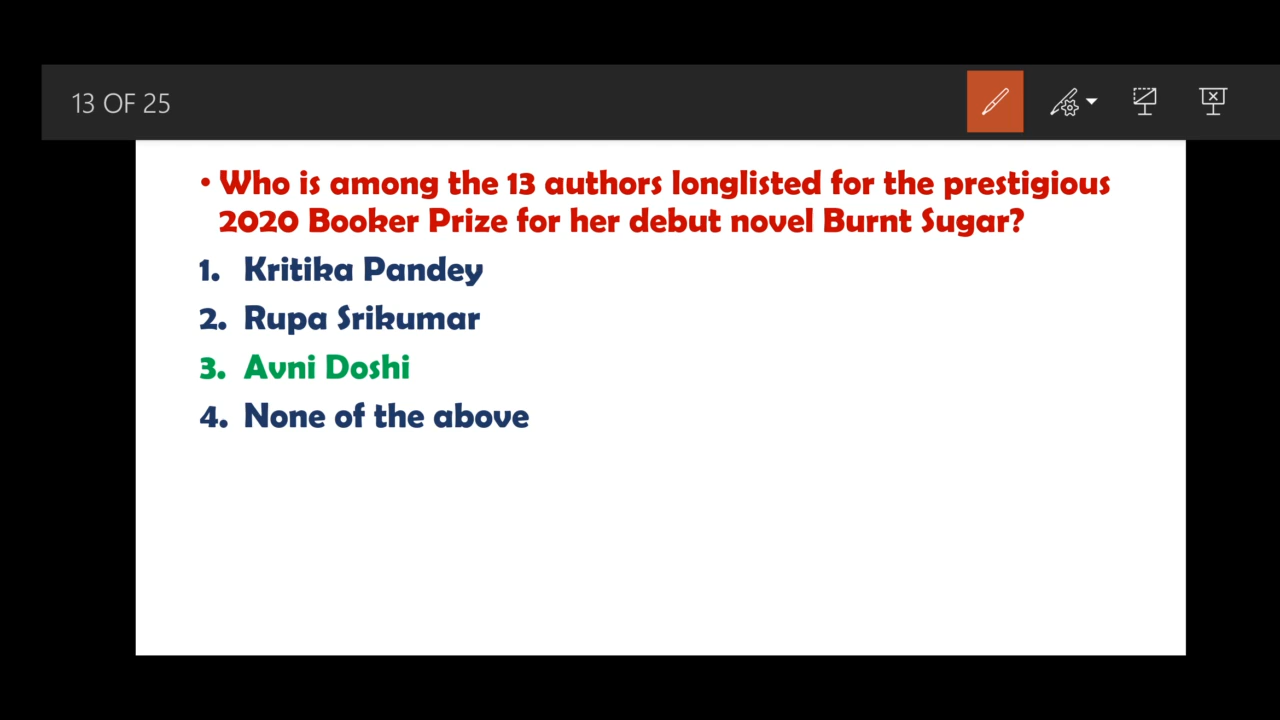 13 OF 25
• Who is among the 13 authors longlisted for the prestigious
2020 Booker Prize for her debut novel Burnt Sugar?
1. Kritika Pandey
2. Rupa Srikumar
3. Avni Doshi
4. None of the above